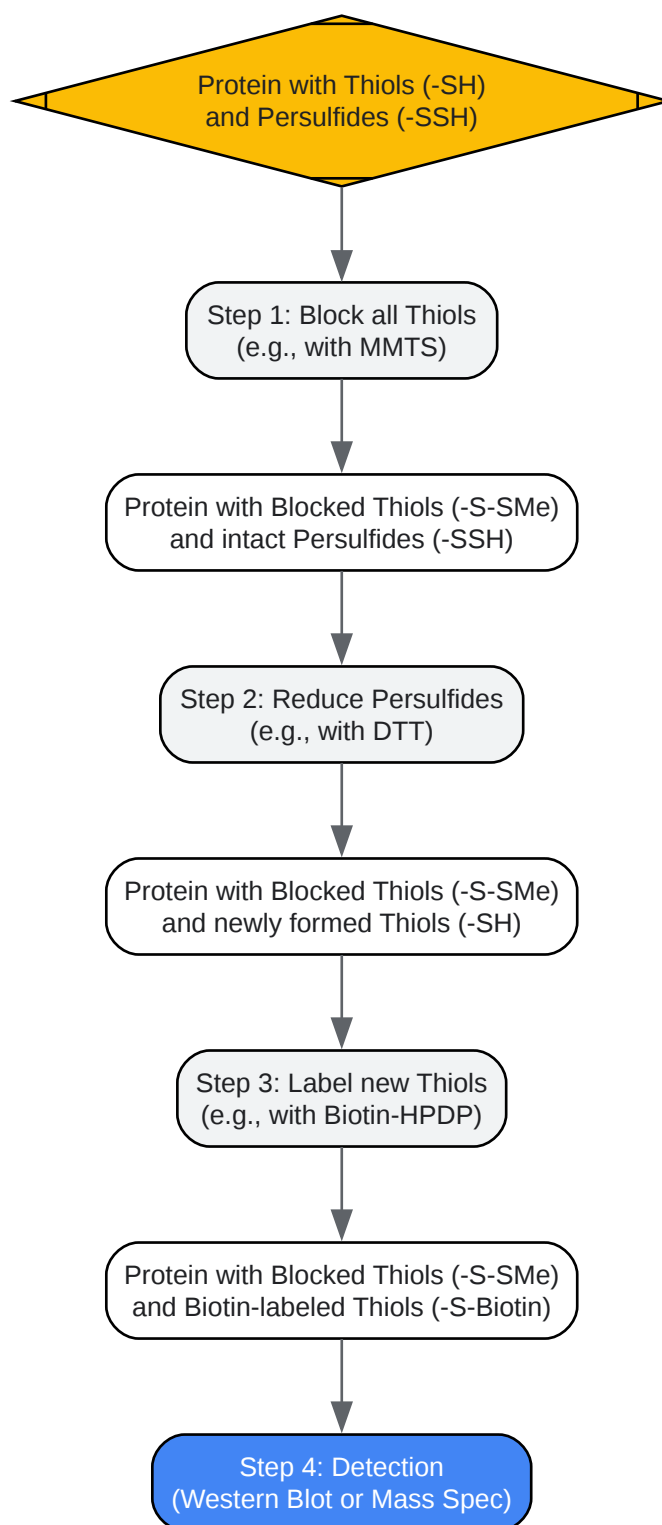 Protein with Thiols (-SH)
and Persulfides (-SSH)
Step 1: Block all Thiols
(e.g., with MMTS)
Protein with Blocked Thiols (-S-SMe)
and intact Persulfides (-SSH)
Step 2: Reduce Persulfides
(e.g., with DTT)
Protein with Blocked Thiols (-S-SMe)
and newly formed Thiols (-SH)
Step 3: Label new Thiols
(e.g., with Biotin-HPDP)
Protein with Blocked Thiols (-S-SMe)
and Biotin-labeled Thiols (-S-Biotin)
Step 4: Detection
(Western Blot or Mass Spec)